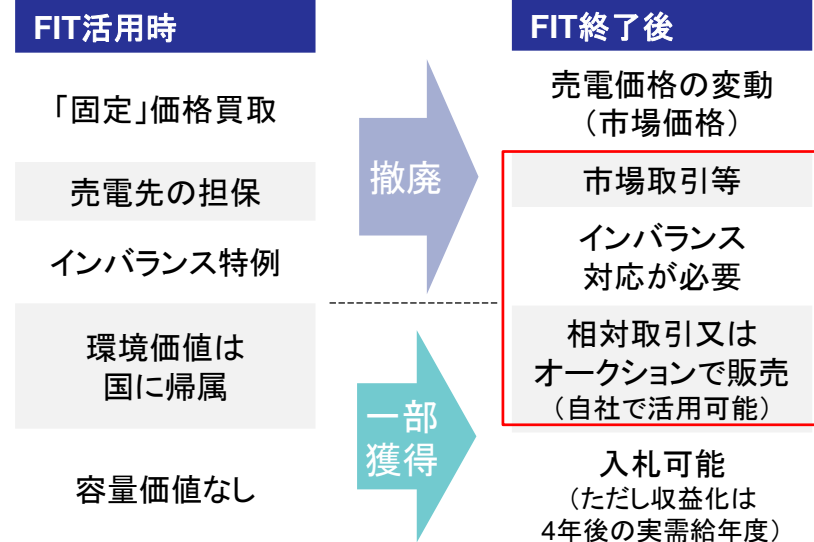 FIT活用時
「固定」価格買取
売電先の担保
インバランス特例
環境価値は
国に帰属
容量価値なし
撤廃
一部
獲得
FIT終了後
売電価格の変動
（市場価格）
市場取引等
インバランス
対応が必要
相対取引又は
オークションで販売
（自社で活用可能）
入札可能
（ただし収益化は
4年後の実需給年度）